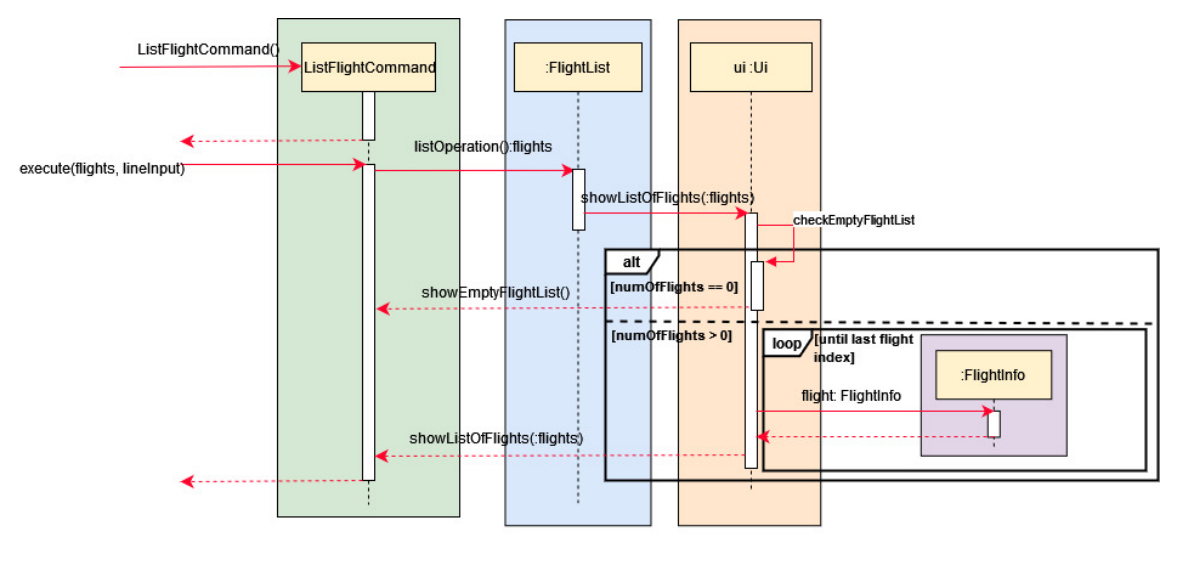 ListFlightCommand()
ListFlightCommand
:FlightList
ui :Ui
listOperation():flights
execute(flights, lineInput)
showListOfFlights(:flights)
checkEmptyFlightList
alt
[numOfFlights == 0]
showEmptyFlightList()
[numOfFlights > 0]
loop
[until last flight
index]
:FlightInfo
flight: FlightInfo
showListOfFlights(:flights)